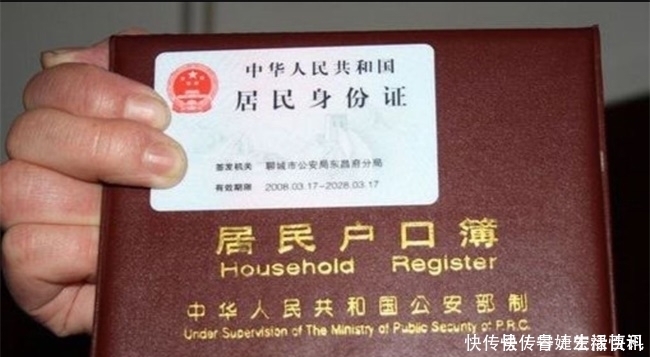 中华人民共和国
居民身份证
签发机关 聊城市公安局东昌府分局
有效期限 2008.03.17-2028.03.17
居民户口簿
Household Register
中华人民共和国公安部制
Under Supervision of The Ministry of Public Security of P.R.C.
快传号